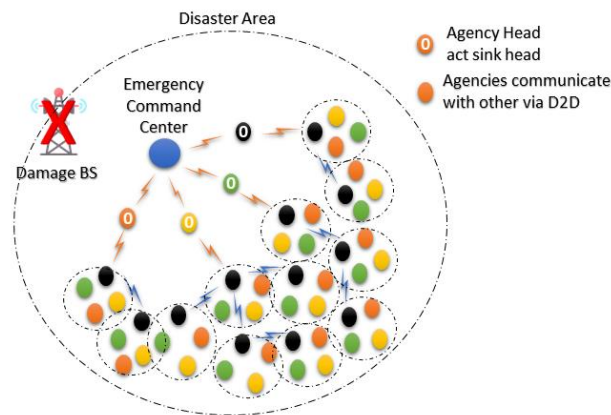 Disaster Area
0
Agency Head
act sink head
Agencies communicate
with other via D2D
Emergency
Command
Center
Damage BS
0
0
0
0